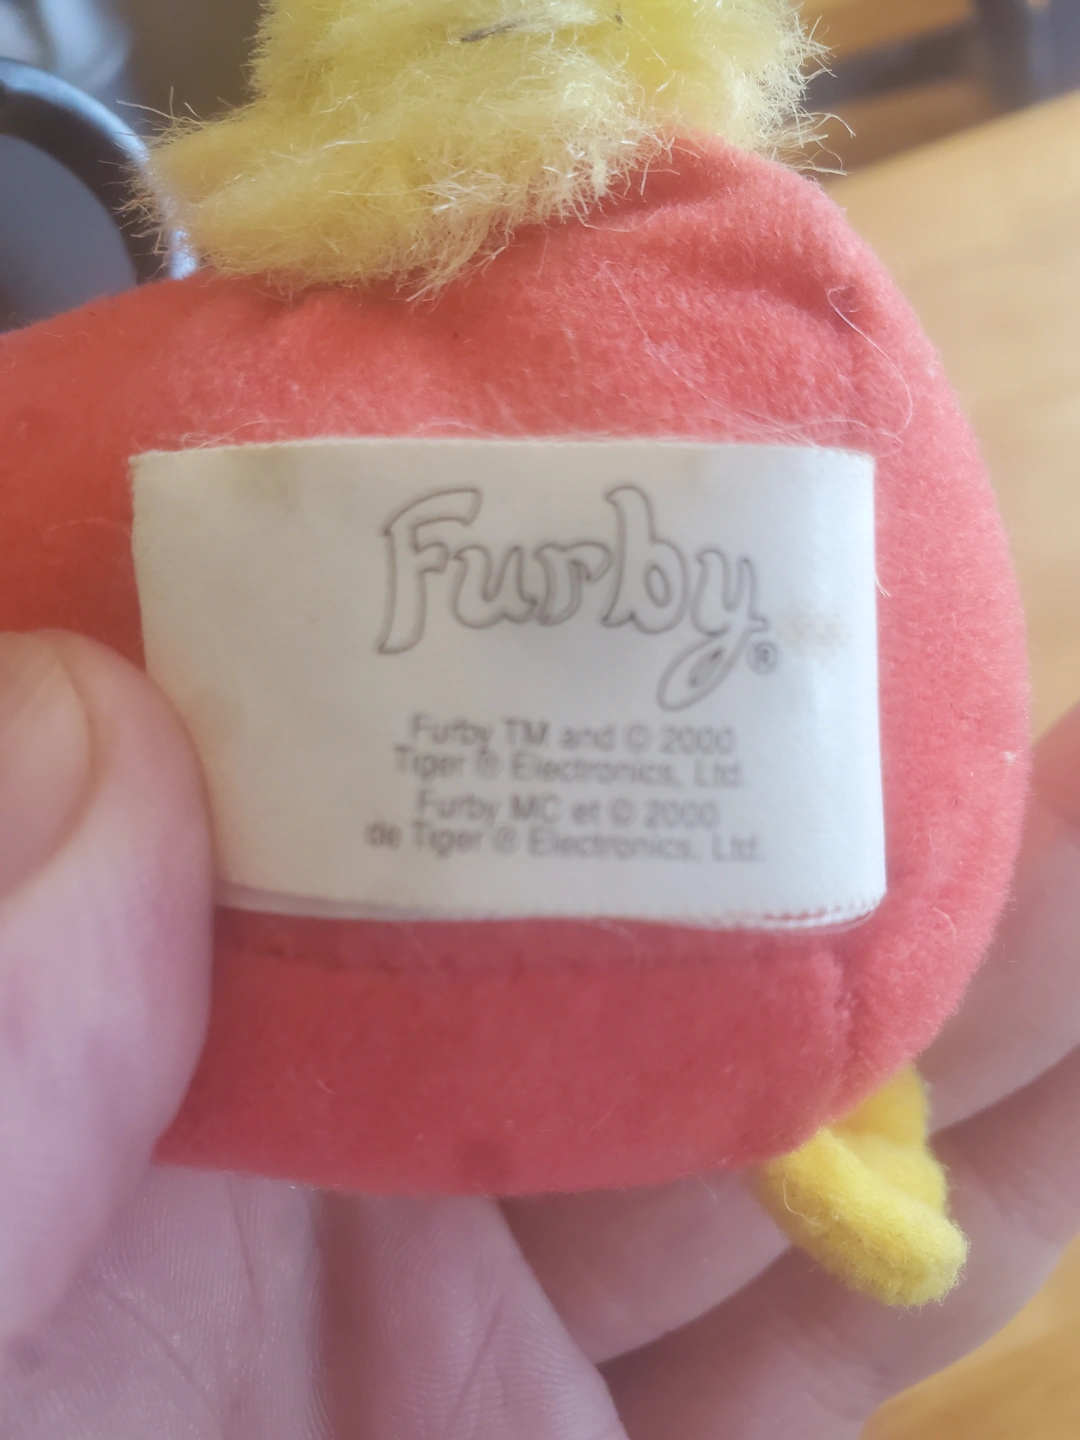 Furby®
Furby TM and © 2000
Tiger ® Electronics, Ltd.
Furby MC et © 2000
de Tiger ® Electronics, Ltd.